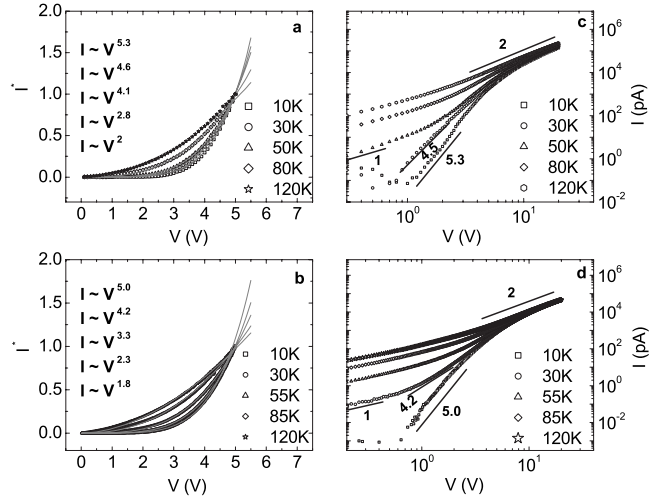 a
I ~ V^5.3
I ~ V^4.6
I ~ V^4.1
I ~ V^2.8
I ~ V^2
10K
30K
50K
80K
120K
2.0
1.5
1.0
0.5
0.0
I*
0 1 2 3 4 5 6 7
V (V)
c
2
1
4.5
5.3
10K
30K
50K
80K
120K
10^6
10^4
10^2
10^0
10^-2
I (pA)
10^0 10^1
V (V)
b
I ~ V^5.0
I ~ V^4.2
I ~ V^3.3
I ~ V^2.3
I ~ V^1.8
10K
30K
55K
85K
120K
2.0
1.5
1.0
0.5
0.0
I*
0 1 2 3 4 5 6 7
V (V)
d
2
1
4.2
5.0
10K
30K
55K
85K
120K
10^6
10^4
10^2
10^0
10^-2
I (pA)
10^0 10^1
V (V)